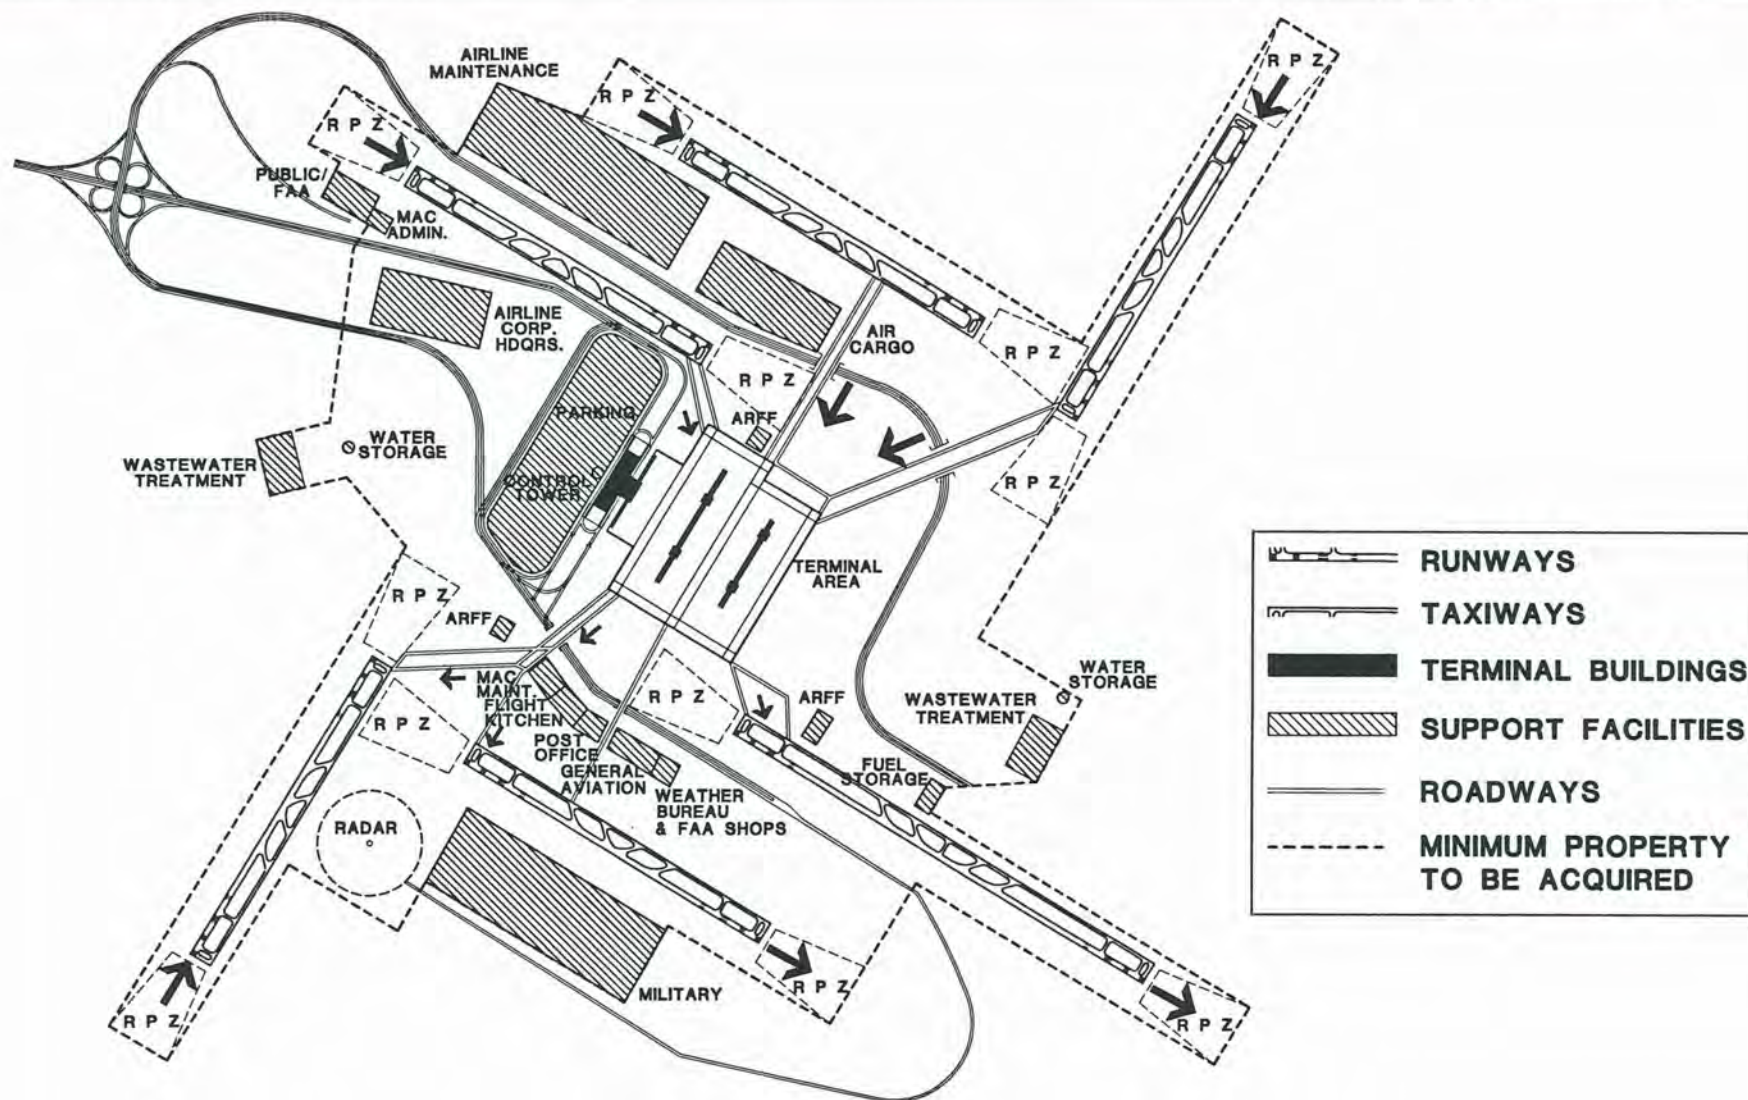 AIRLINE
MAINTENANCE
R P Z
R P Z
R P Z
PUBLIC/
FAA
MAC
ADMIN.
AIRLINE
CORP.
HDQRS.
AIR
CARGO
R P Z
R P Z
PARKING
ARFF
WATER
STORAGE
WASTEWATER
TREATMENT
CONTROL
TOWER
R P Z
TERMINAL
AREA
R P Z
ARFF
MAC
MAINT.
FLIGHT
KITCHEN
R P Z
R P Z
ARFF
WATER
STORAGE
WASTEWATER
TREATMENT
POST
OFFICE
GENERAL
AVIATION
WEATHER
BUREAU
& FAA SHOPS
FUEL
STORAGE
RADAR
MILITARY
R P Z
R P Z
R P Z
RUNWAYS
TAXIWAYS
TERMINAL BUILDINGS
SUPPORT FACILITIES
ROADWAYS
MINIMUM PROPERTY
TO BE ACQUIRED